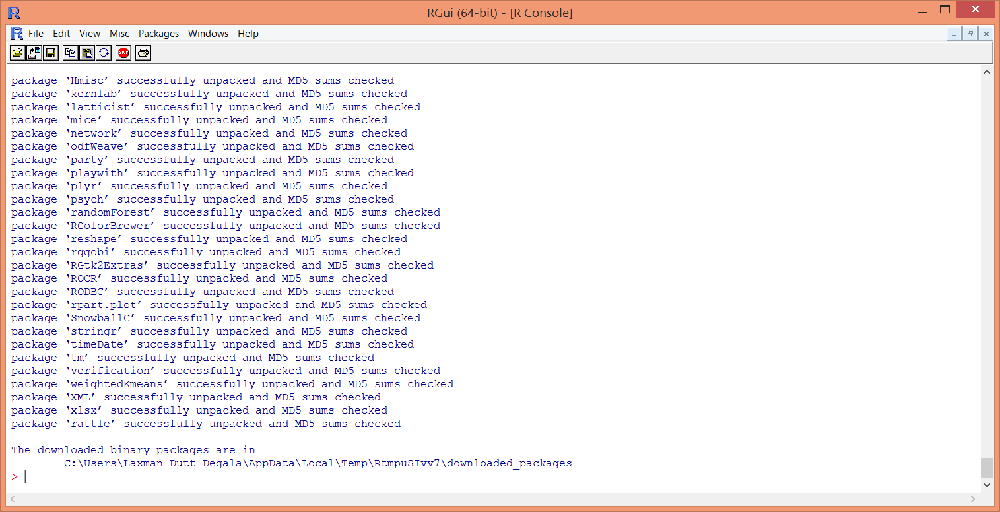 RGui (64-bit) - [R Console]
File Edit View Misc Packages Windows Help
STOP
package ‘Hmisc’ successfully unpacked and MD5 sums checked
package ‘kernlab’ successfully unpacked and MD5 sums checked
package ‘latticist’ successfully unpacked and MD5 sums checked
package ‘mice’ successfully unpacked and MD5 sums checked
package ‘network’ successfully unpacked and MD5 sums checked
package ‘odfWeave’ successfully unpacked and MD5 sums checked
package ‘party’ successfully unpacked and MD5 sums checked
package ‘playwith’ successfully unpacked and MD5 sums checked
package ‘plyr’ successfully unpacked and MD5 sums checked
package ‘psych’ successfully unpacked and MD5 sums checked
package ‘randomForest’ successfully unpacked and MD5 sums checked
package ‘RColorBrewer’ successfully unpacked and MD5 sums checked
package ‘reshape’ successfully unpacked and MD5 sums checked
package ‘rggobi’ successfully unpacked and MD5 sums checked
package ‘RGtk2Extras’ successfully unpacked and MD5 sums checked
package ‘ROCR’ successfully unpacked and MD5 sums checked
package ‘RODBC’ successfully unpacked and MD5 sums checked
package ‘rpart.plot’ successfully unpacked and MD5 sums checked
package ‘SnowballC’ successfully unpacked and MD5 sums checked
package ‘stringr’ successfully unpacked and MD5 sums checked
package ‘timeDate’ successfully unpacked and MD5 sums checked
package ‘tm’ successfully unpacked and MD5 sums checked
package ‘verification’ successfully unpacked and MD5 sums checked
package ‘weightedKmeans’ successfully unpacked and MD5 sums checked
package ‘XML’ successfully unpacked and MD5 sums checked
package ‘xlsx’ successfully unpacked and MD5 sums checked
package ‘rattle’ successfully unpacked and MD5 sums checked
The downloaded binary packages are in
C:\Users\Laxman Dutt Degala\AppData\Local\Temp\RtmpuSIvv7\downloaded_packages
>